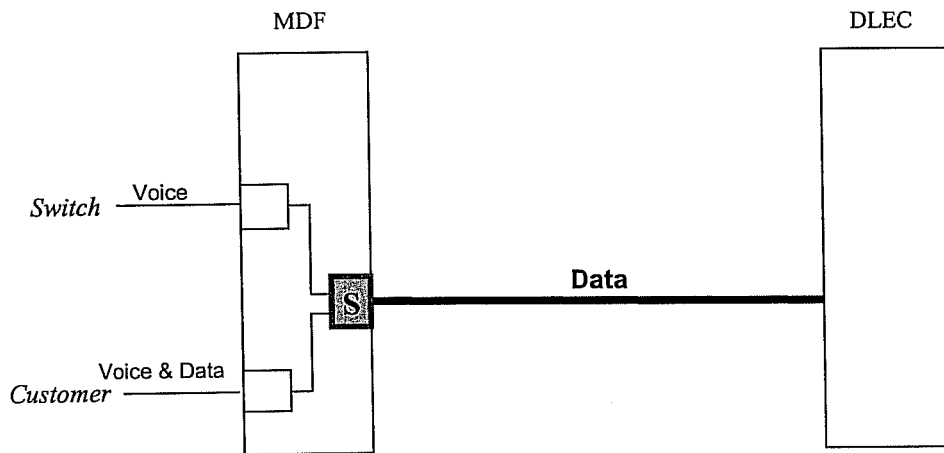 MDF
DLEC
Voice
Switch
S
Data
Voice & Data
Customer